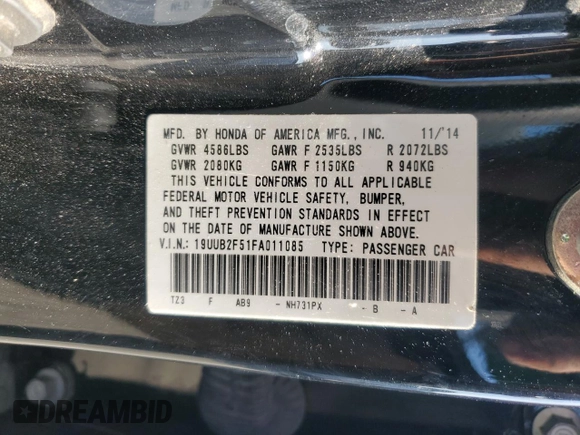 MFD. BY HONDA OF AMERICA MFG., INC. 11/'14
GVWR 4586LBS GAWR F 2535LBS R 2072LBS
GVWR 2080KG GAWR F 1150KG R 940KG
THIS VEHICLE CONFORMS TO ALL APPLICABLE
FEDERAL MOTOR VEHICLE SAFETY, BUMPER,
AND THEFT PREVENTION STANDARDS IN EFFECT
ON THE DATE OF MANUFACTURE SHOWN ABOVE.
V.I.N.: 19UUB2F51FA011085 TYPE: PASSENGER CAR
TZ3 F AB9 - NH731PX - B - A
DREAMBID